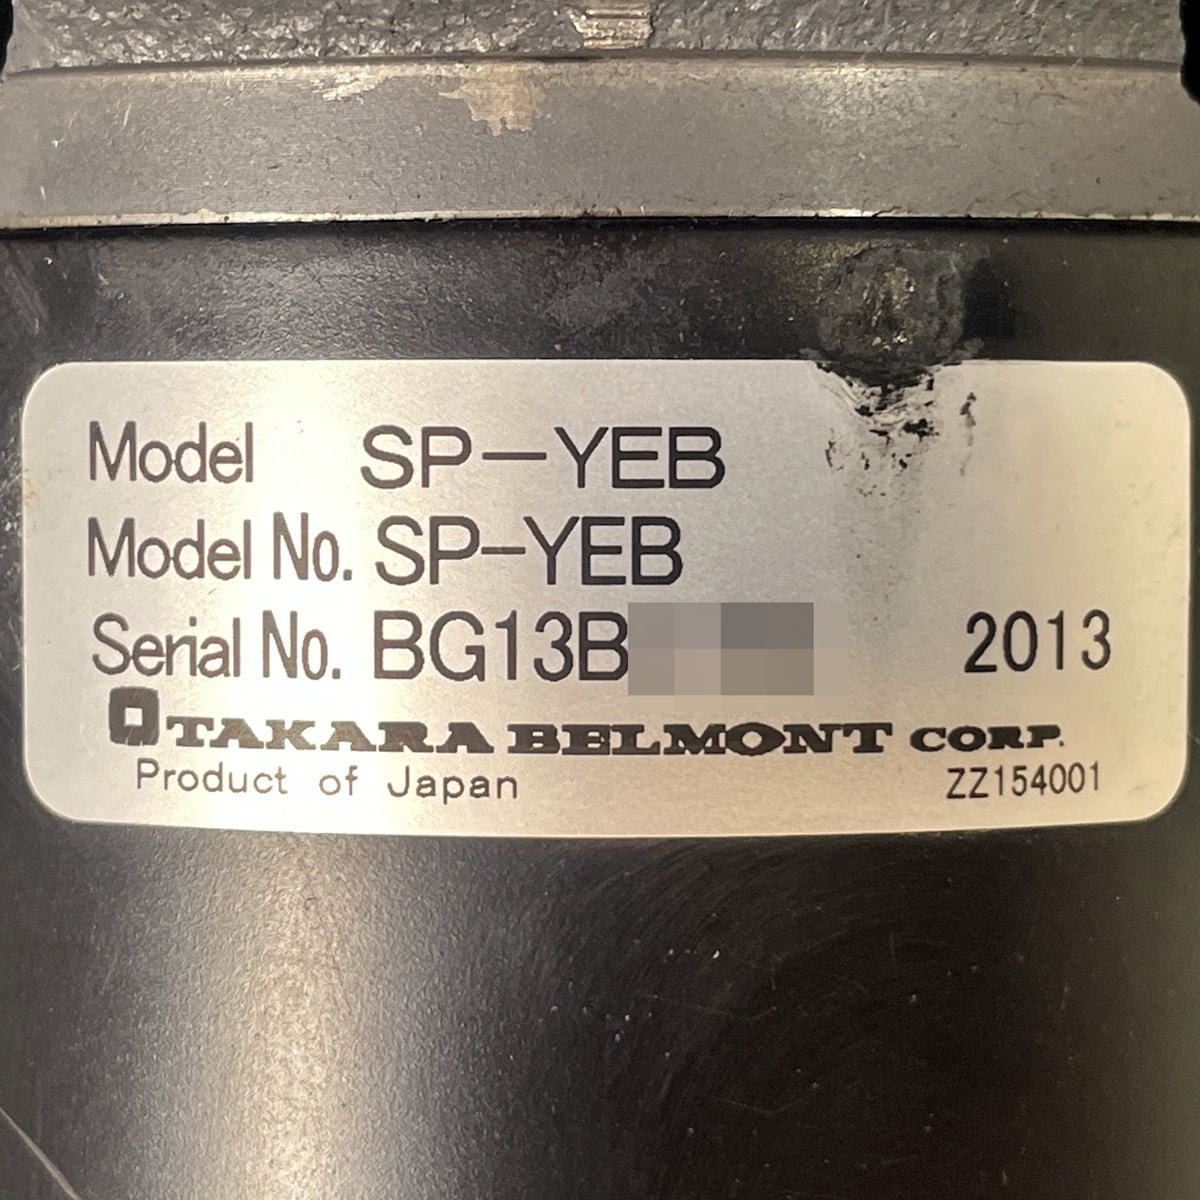 Model SP-YEB
Model No. SP-YEB
Serial No. BG13B 2013
TAKARA BELMONT CORP.
Product of Japan ZZ154001